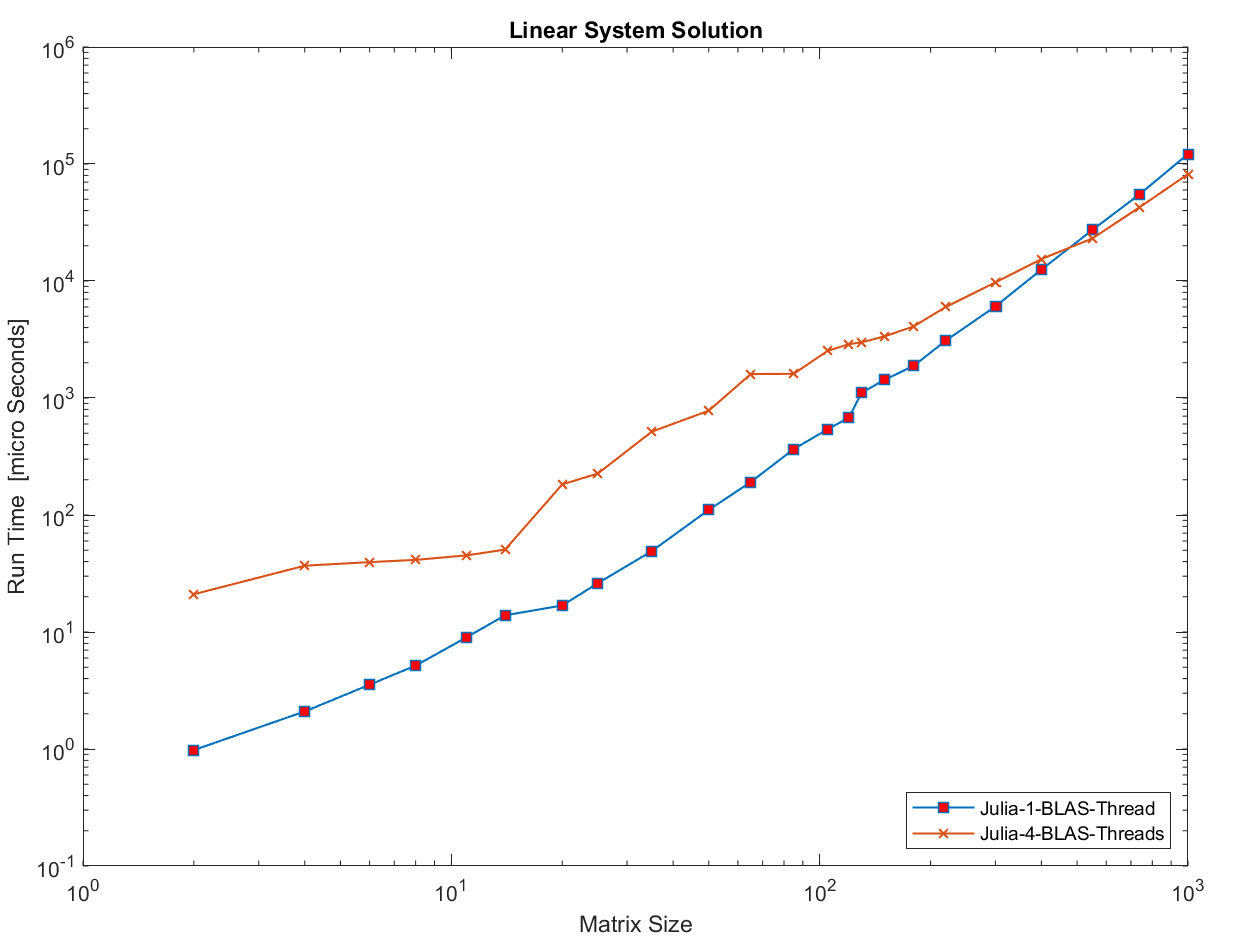 Linear System Solution
10^6
10^5
10^4
10^3
10^2
10^1
10^0
10^-1
Run Time [micro Seconds]
Julia-1-BLAS-Thread
Julia-4-BLAS-Threads
10^0 10^1 10^2 10^3
Matrix Size